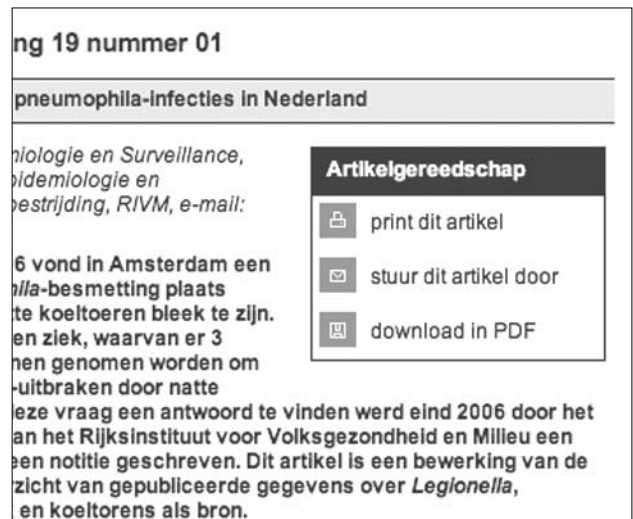 ng 19 nummer 01
pneumophila-infecties in Nederland
niologie en Surveillance,
oidemiologie en
bestrijding, RIVM, e-mail:
Artikelgereedschap
print dit artikel
stuur dit artikel door
download in PDF
6 vond in Amsterdam een
hila-besmetting plaats
te koeltoeren bleek te zijn.
en ziek, waarvan er 3
nen genomen worden om
-uitbraken door natte
deze vraag een antwoord te vinden werd eind 2006 door het
an het Rijksinstituut voor Volksgezondheid en Milieu een
een notitie geschreven. Dit artikel is een bewerking van de
rzicht van gepubliceerde gegevens over Legionella,
en koeltorens als bron.